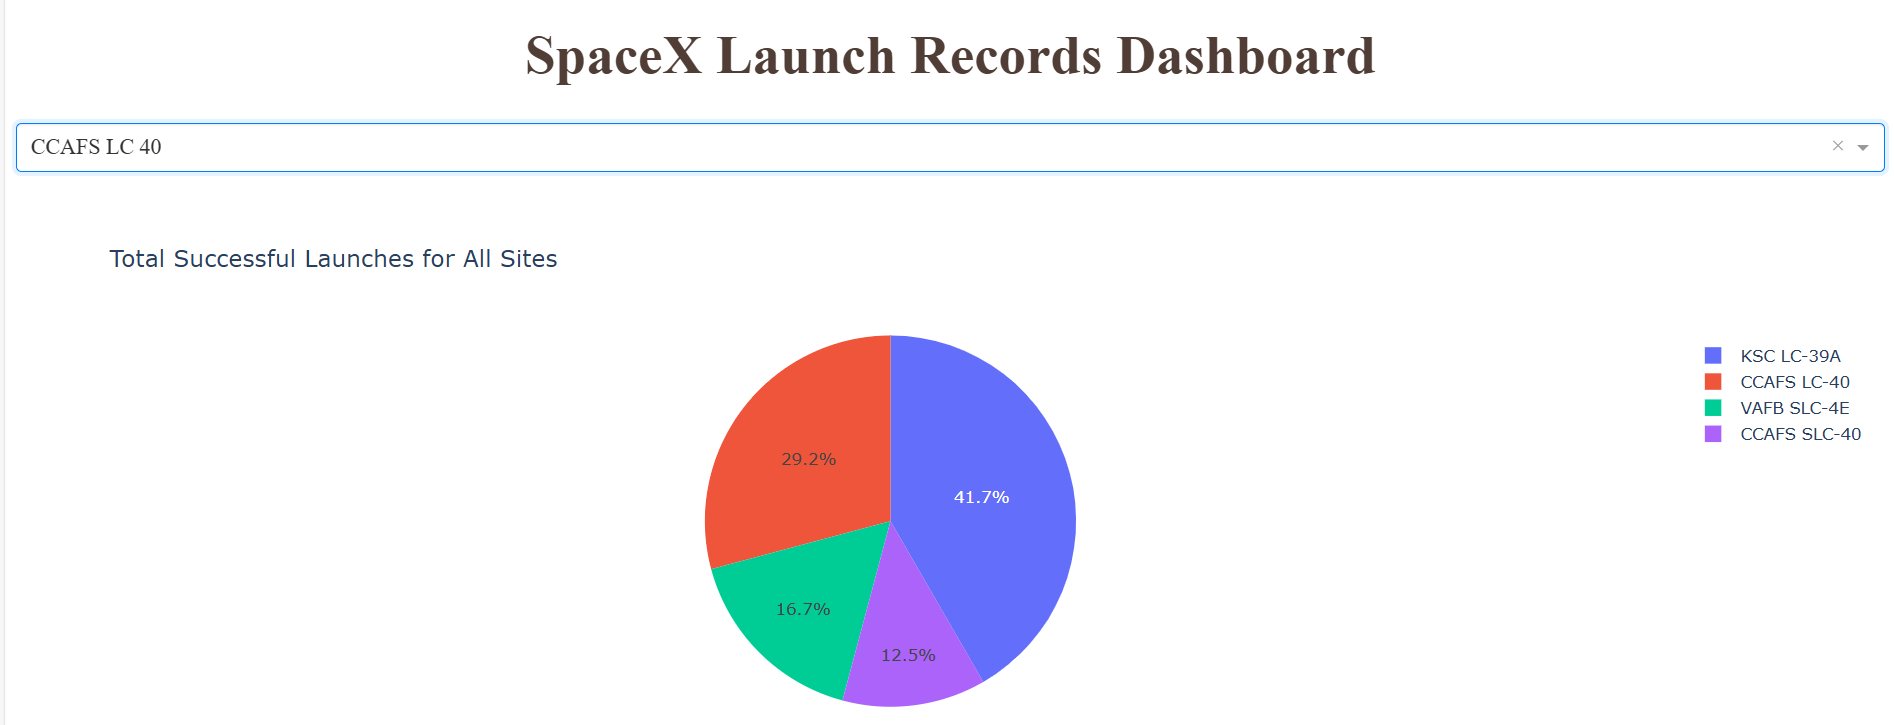 SpaceX Launch Records Dashboard
CCAFS LC 40
Total Successful Launches for All Sites
KSC LC-39A
CCAFS LC-40
VAFB SLC-4E
CCAFS SLC-40
29.2%
41.7%
16.7%
12.5%